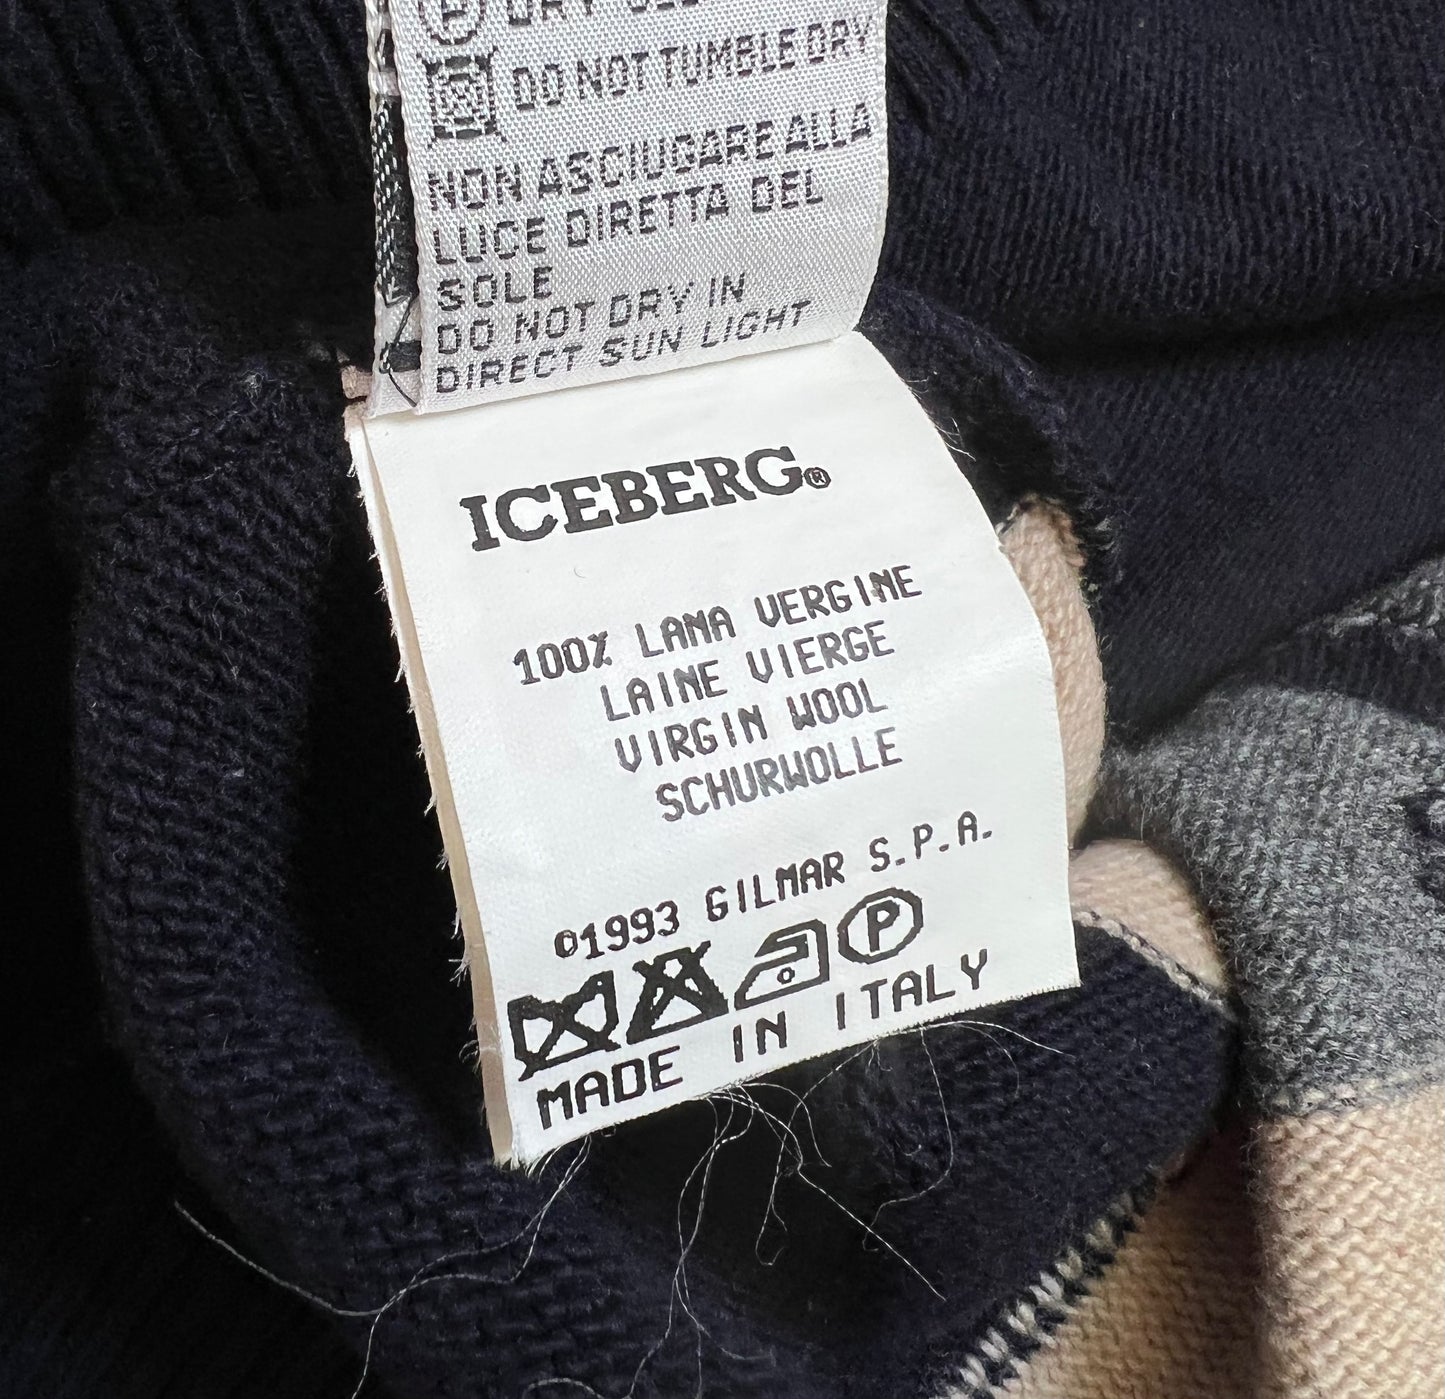 DO NOT TUMBLE DRY
NON ASCIUGARE ALLA
LUCE DIRETTA DEL
SOLE
DO NOT DRY IN
DIRECT SUN LIGHT
ICEBERG®
100% LANA VERGINE
LAINE VIERGE
VIRGIN WOOL
SCHURWOLLE
©1993 GILMAR S.P.A.
P
MADE IN ITALY